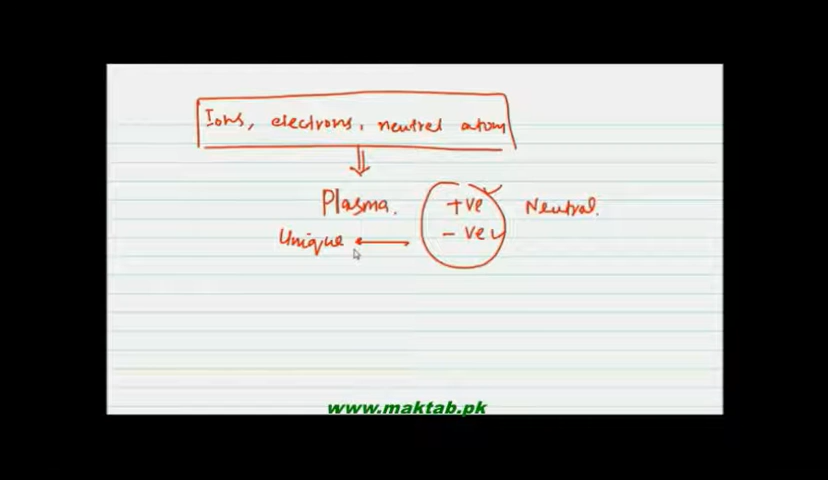 Ions, electrons, neutral atom
Plasma. +ve Neutral.
Unique - ve
www.maktab.pk